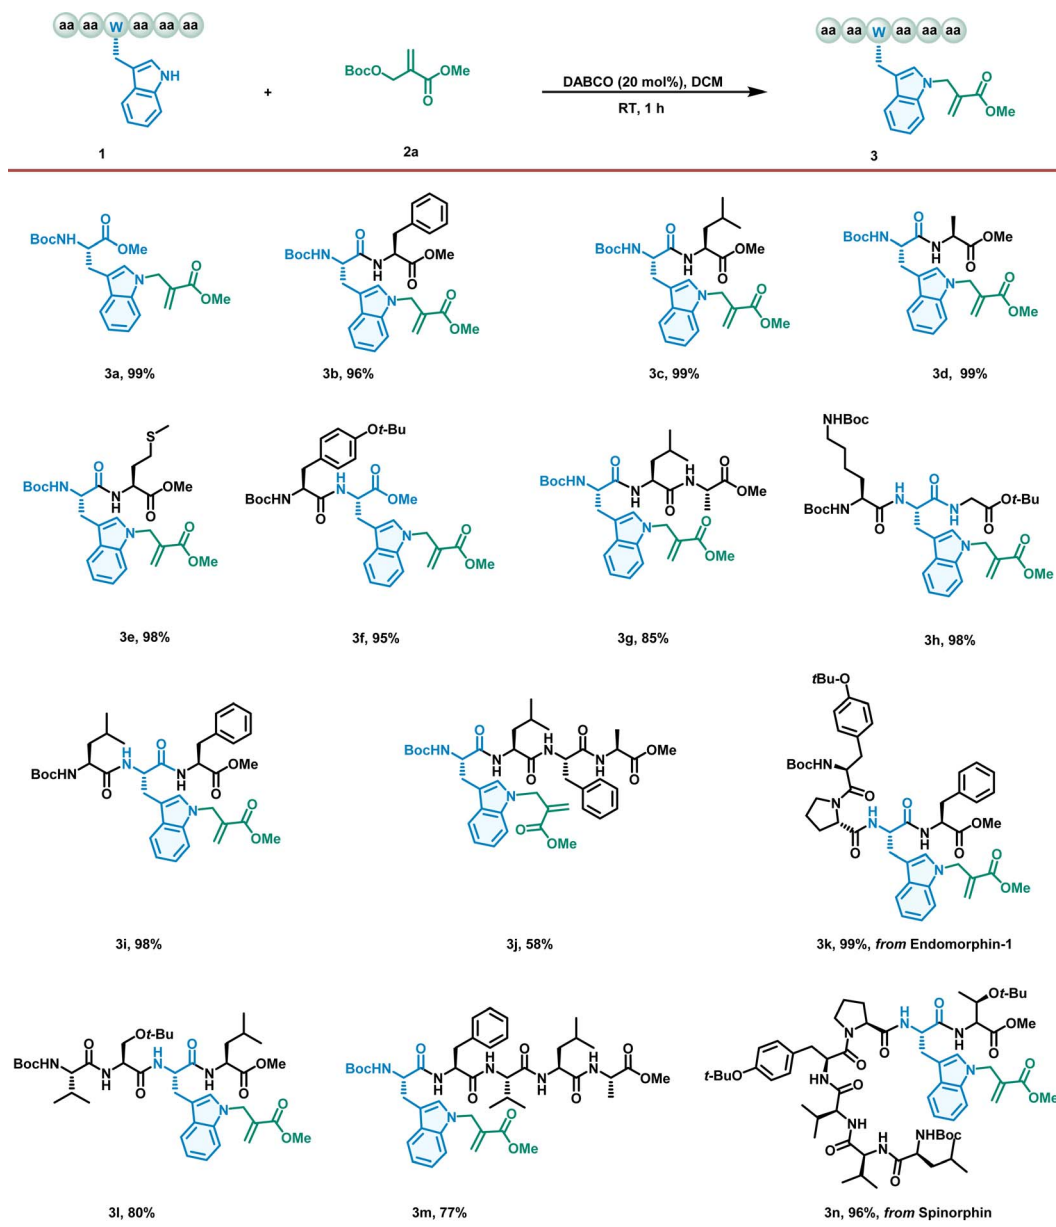 aa aa W aa aa aa
NH
1
+
BocO OMe
O
2a
DABCO (20 mol%), DCM
RT, 1 h
aa aa W aa aa aa
N O
OMe
3
O
BocHN OMe
N O
OMe
3a, 99%
O
BocHN N
H OMe
O
N O
OMe
3b, 96%
O
BocHN N
H OMe
O
N O
OMe
3c, 99%
O
BocHN N
H OMe
O
N O
OMe
3d, 99%
S
O
BocHN N
H OMe
O
N O
OMe
3e, 98%
Ot-Bu
H
N O
BocHN OMe
O
N O
OMe
3f, 95%
O H
N O
BocHN N
H OMe
O
N O
OMe
3g, 85%
NHBoc
H
N O
BocHN N
H Ot-Bu
O O
N O
OMe
3h, 98%
H
N O
BocN N
H H OMe
O O
N O
OMe
3i, 98%
O H
N O
BocHN N N
H H OMe
O O
N
O
OMe
3j, 58%
tBu-O
BocHN
O
N H
N O
N
H OMe
O O
N O
OMe
3k, 99%, from Endomorphin-1
Ot-Bu
H
BocN O H
N O
N N
H H OMe
O O
N O
OMe
3l, 80%
O H
N O H
N O
BocHN N N
H H OMe
O O
N O
OMe
3m, 77%
Ot-Bu
N H
N O
N
H OMe
O O O
t-BuO NH
O
N O
OMe
NH
NHBoc
O H
N
O
3n, 96%, from Spinorphin